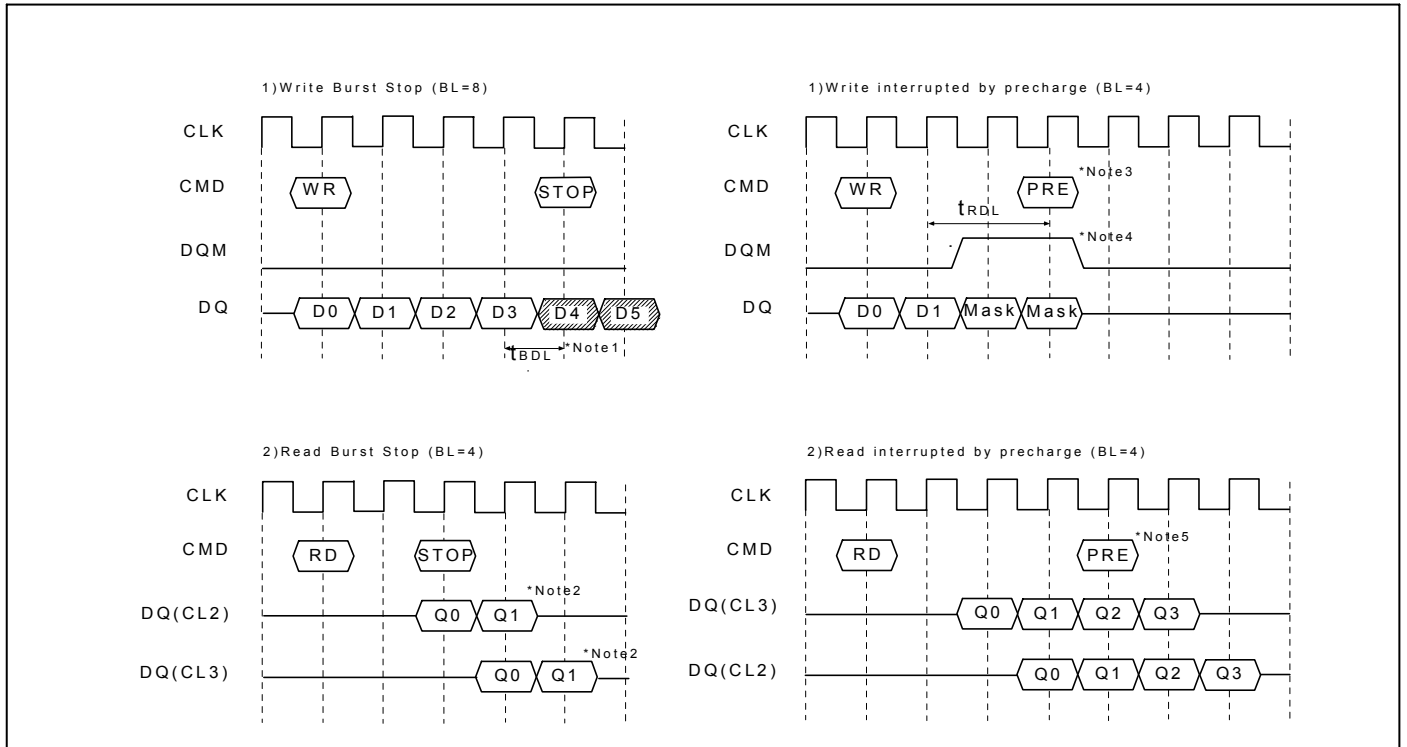 1)Write Burst Stop (BL=8)
CLK
CMD WR STOP
DQM
DQ D0 D1 D2 D3 D4 D5
tBDL *Note1
1)Write interrupted by precharge (BL=4)
CLK
CMD WR PRE *Note3
tRDL
DQM *Note4
DQ D0 D1 Mask Mask
2)Read Burst Stop (BL=4)
CLK
CMD RD STOP
DQ(CL2) Q0 Q1 *Note2
DQ(CL3) Q0 Q1 *Note2
2)Read interrupted by precharge (BL=4)
CLK
CMD RD PRE *Note5
DQ(CL3) Q0 Q1 Q2 Q3
DQ(CL2) Q0 Q1 Q2 Q3